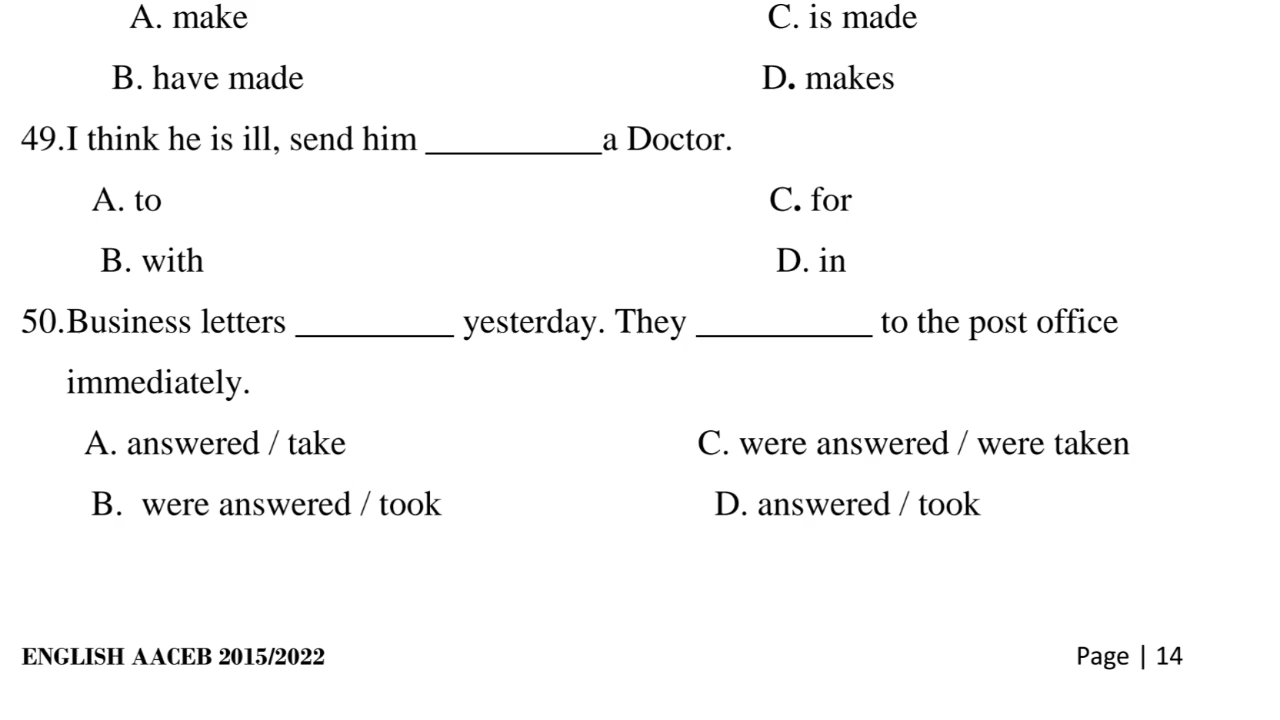 A. make C. is made
B. have made D. makes
49.I think he is ill, send him __________a Doctor.
A. to C. for
B. with D. in
50.Business letters _________ yesterday. They __________ to the post office
immediately.
A. answered / take C. were answered / were taken
B. were answered / took D. answered / took
ENGLISH AACEB 2015/2022 Page | 14